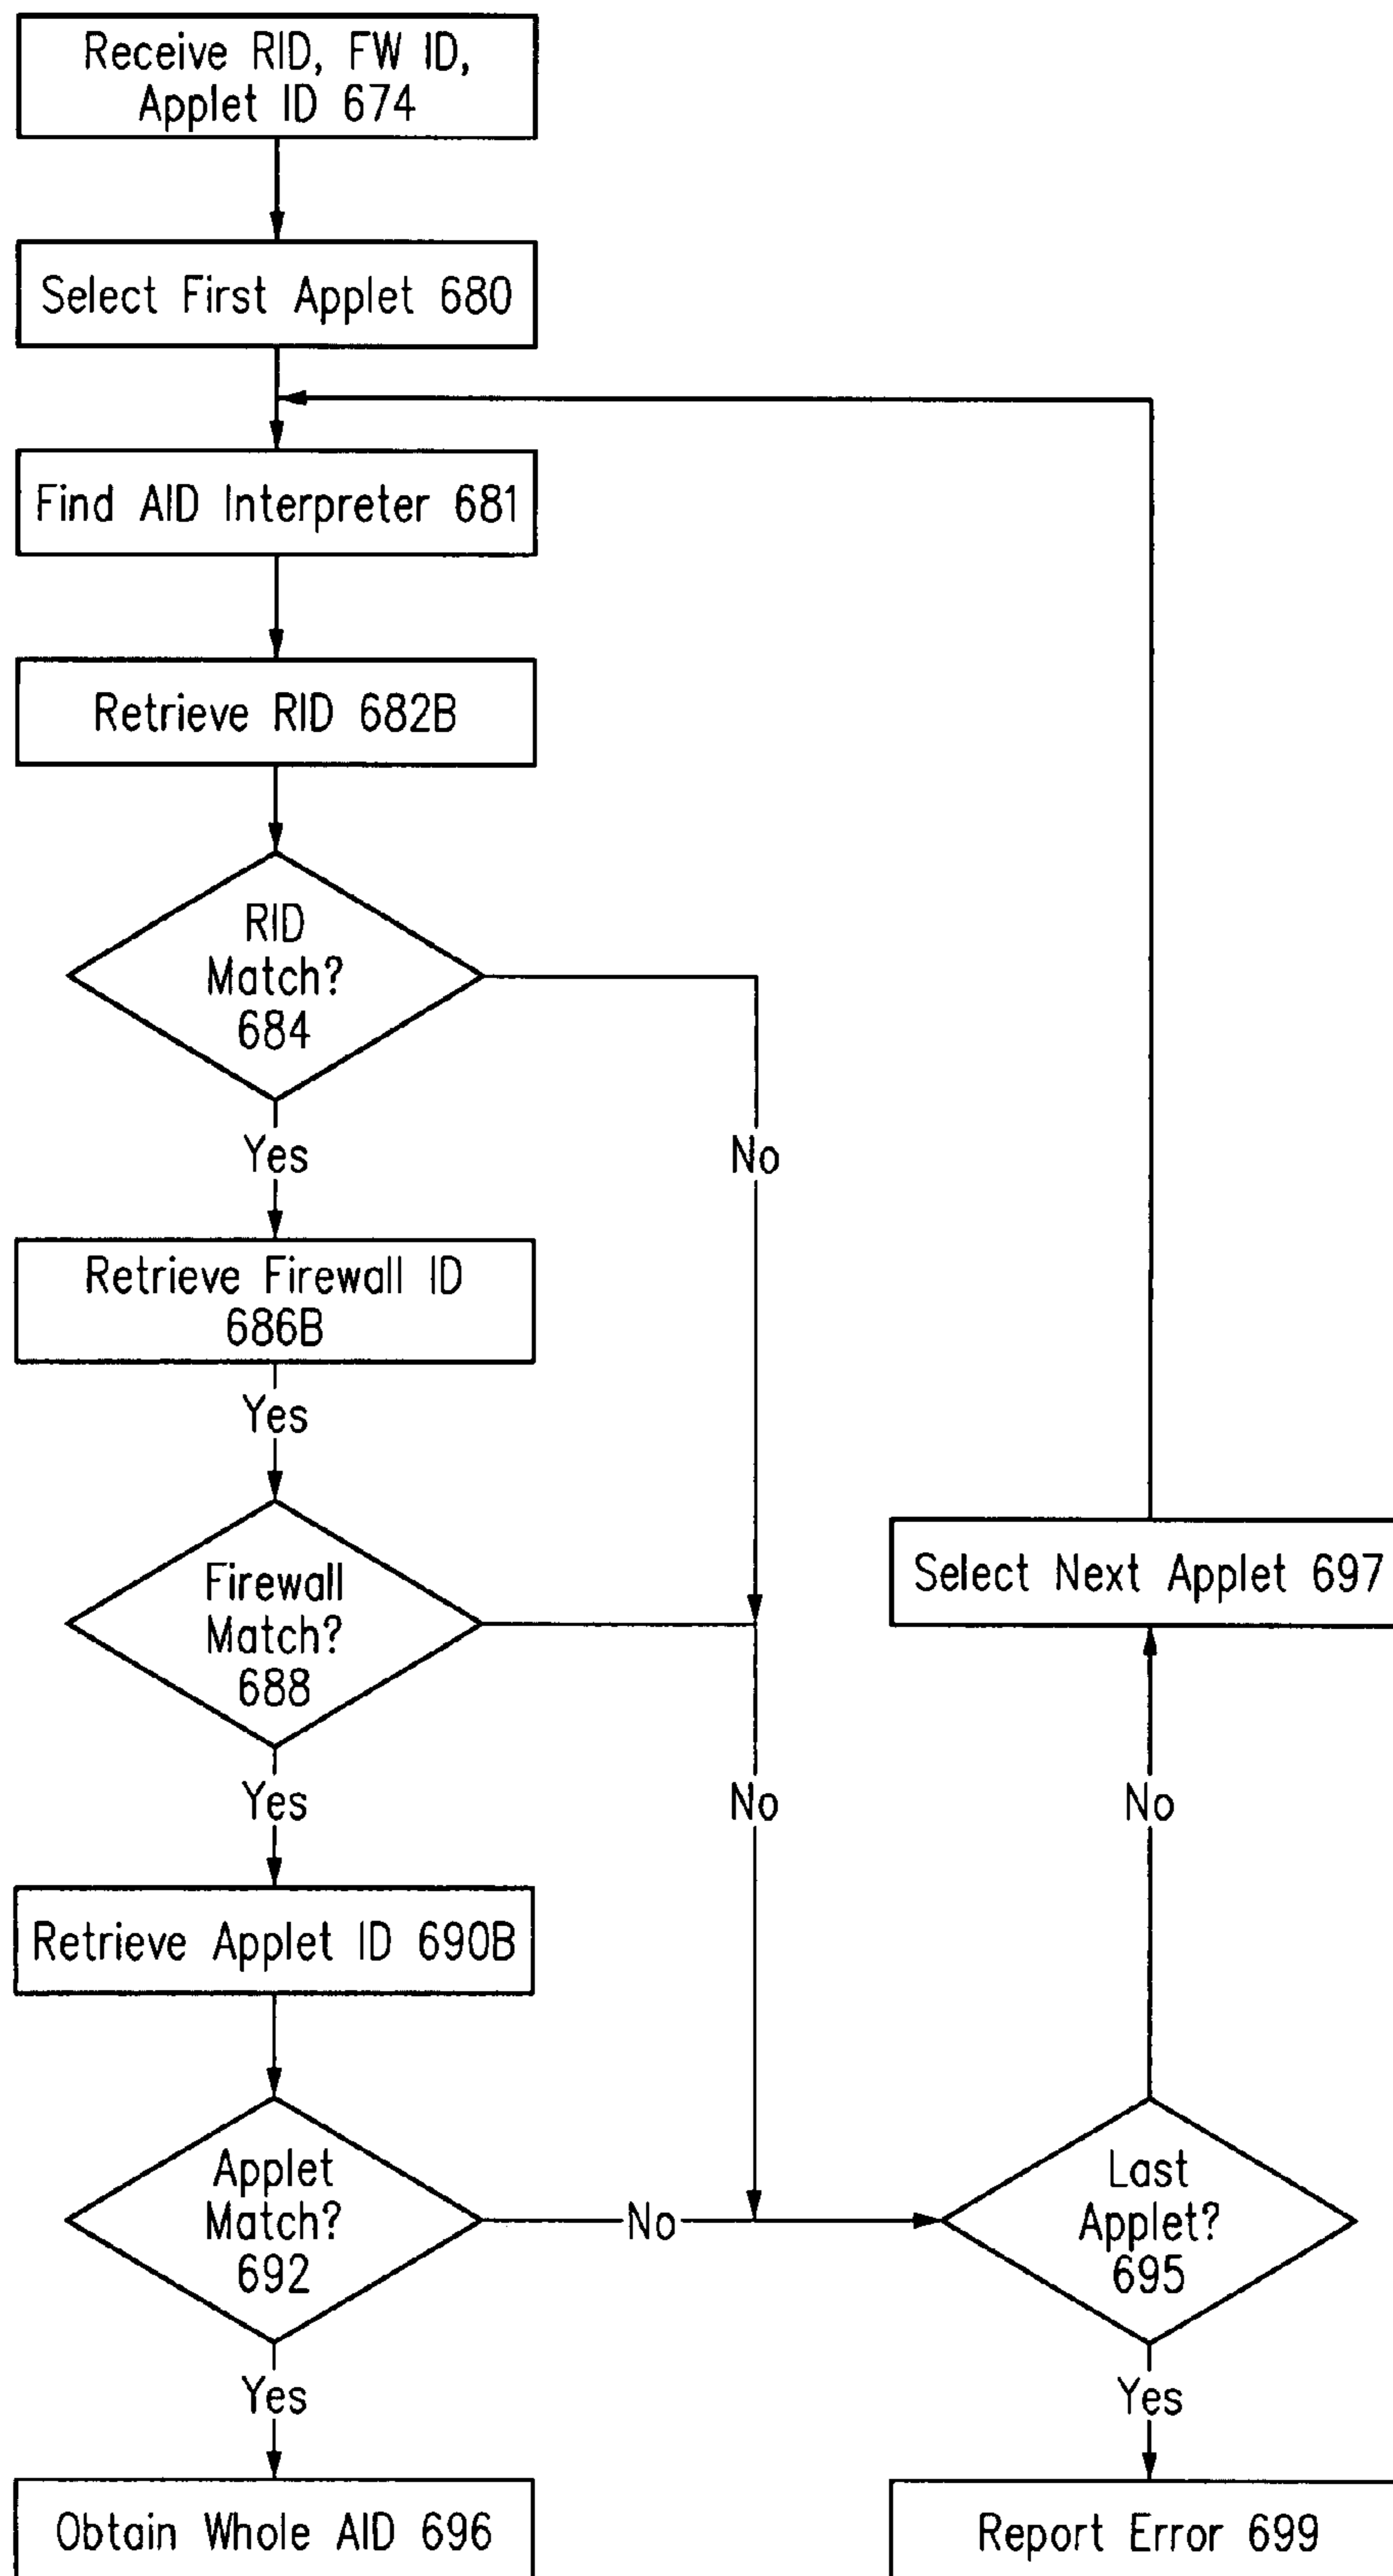 Receive RID, FW ID,
Applet ID 674
Select First Applet 680
Find AID Interpreter 681
Retrieve RID 682B
RID
Match?
684
Yes
No
Retrieve Firewall ID
686B
Yes
Firewall
Match?
688
Select Next Applet 697
Yes
No
No
Retrieve Applet ID 690B
Applet
Match?
692
No
Last
Applet?
695
Yes
Yes
Obtain Whole AID 696
Report Error 699